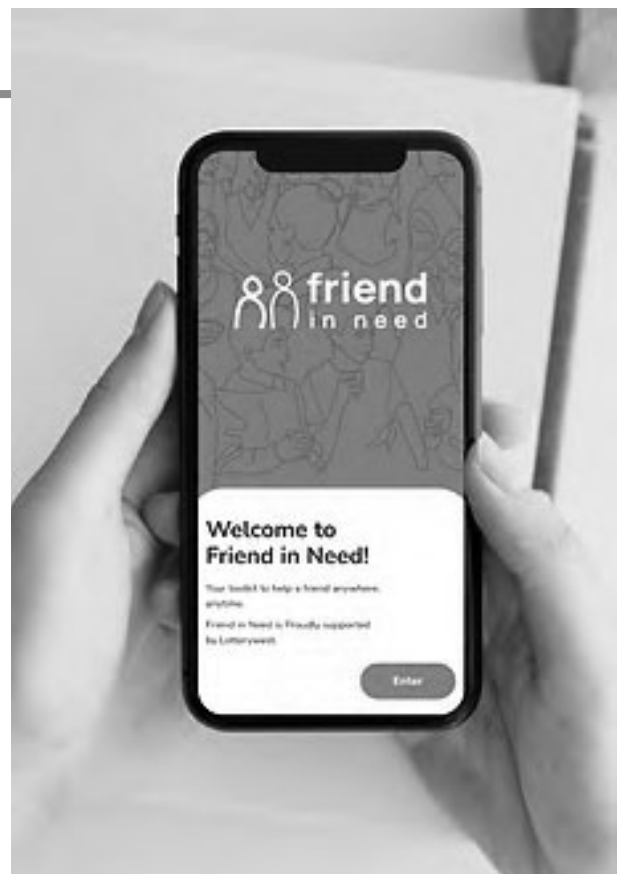 friend
in need
Welcome to
Friend in Need!
Your toolkit to help a friend anywhere,
anytime.
Friend in Need is Proudly supported
by Lotterywest.
Enter